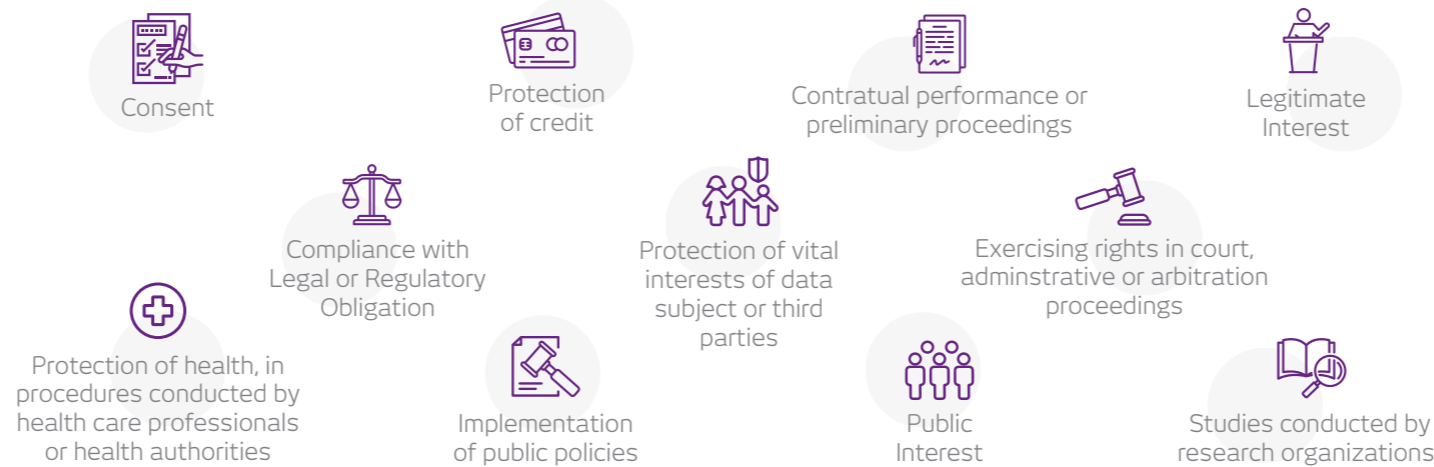 Consent
Protection
of credit
Contratual performance or
preliminary proceedings
Legitimate
Interest
Compliance with
Legal or Regulatory
Obligation
Protection of vital
interests of data
subject or third
parties
Exercising rights in court,
adminstrative or arbitration
proceedings
Protection of health, in
procedures conducted by
health care professionals
or health authorities
Implementation
of public policies
Public
Interest
Studies conducted by
research organizations